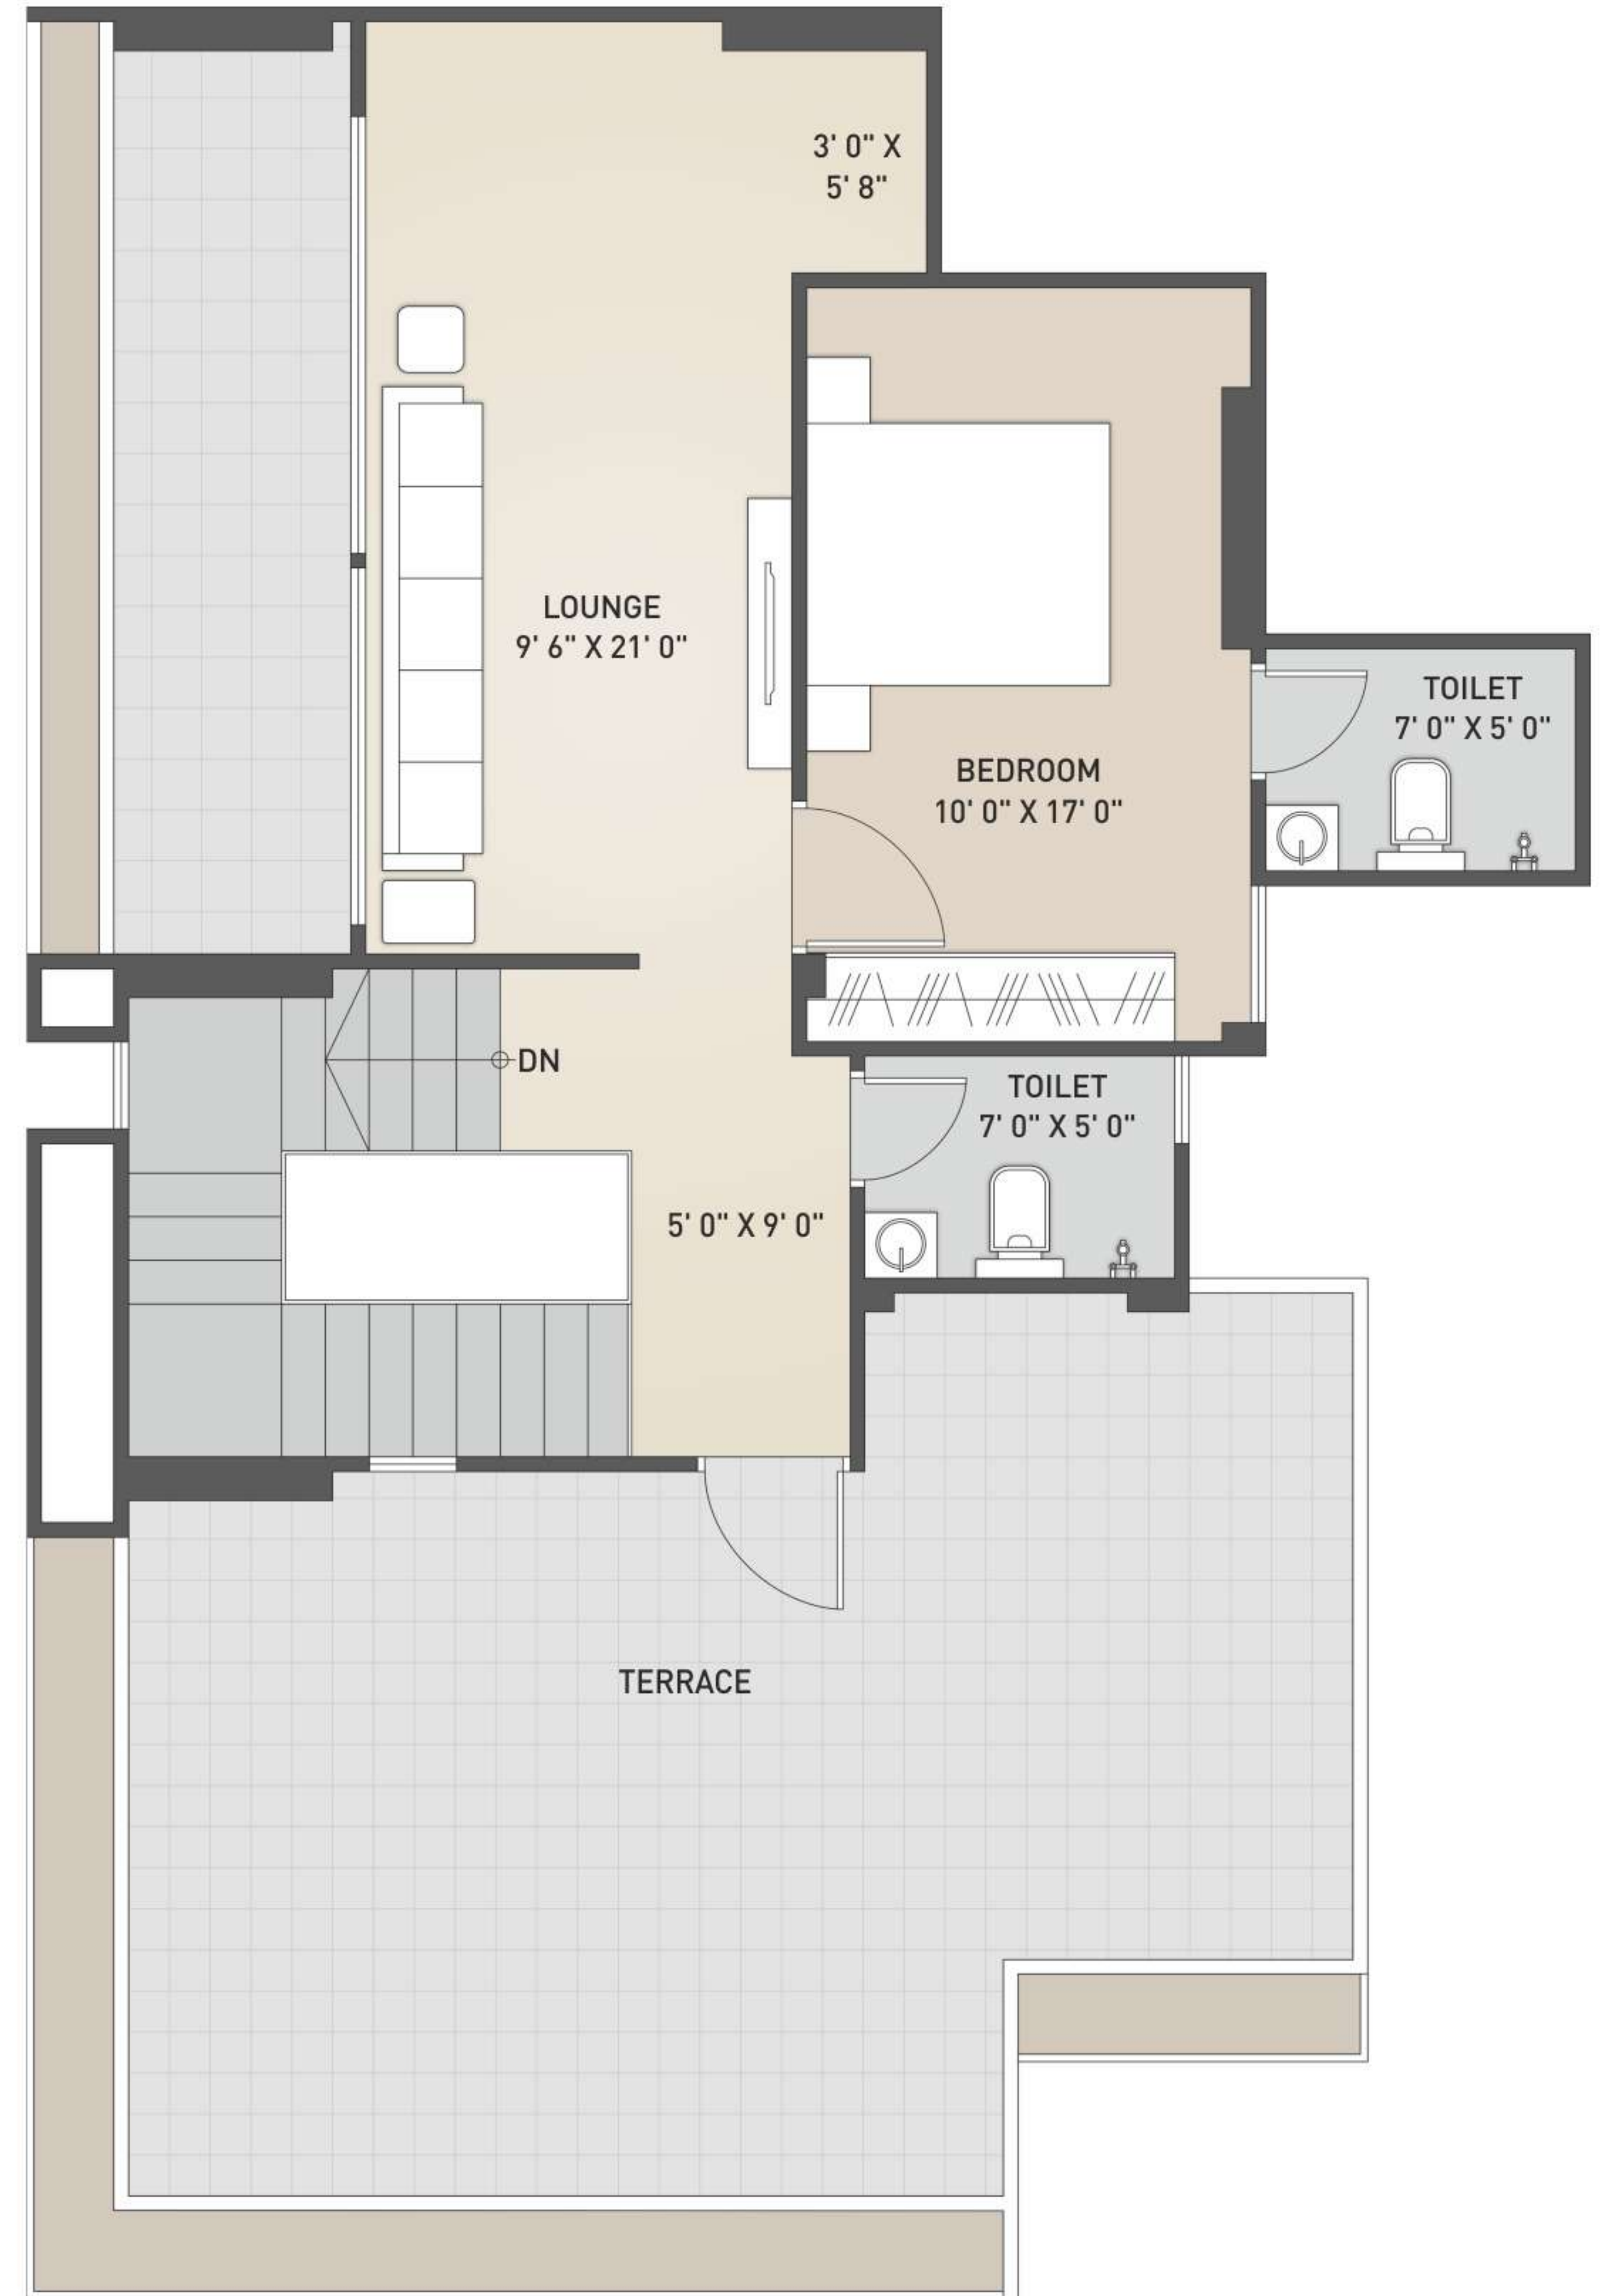 3' 0" X
5' 8"
LOUNGE
9' 6" X 21' 0"
TOILET
7' 0" X 5' 0"
BEDROOM
10' 0" X 17' 0"
DN
TOILET
7' 0" X 5' 0"
5' 0" X 9' 0"
TERRACE